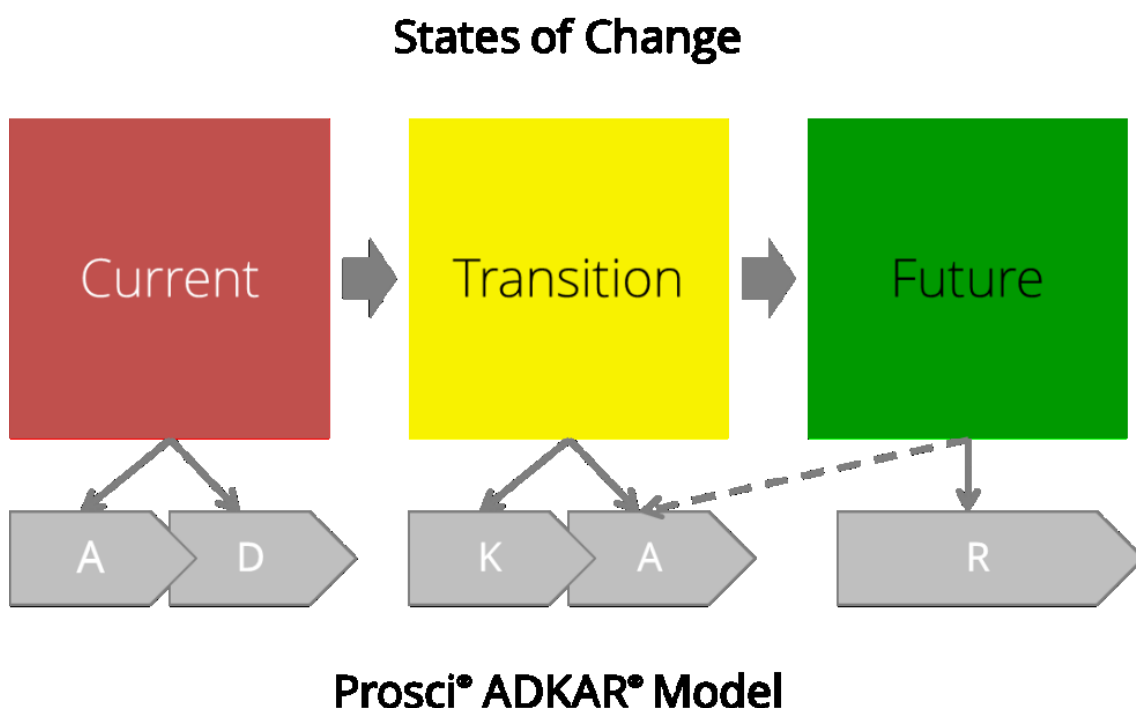 States of Change
Current
Transition
Future
A
D
K
A
R
Prosci® ADKAR® Model